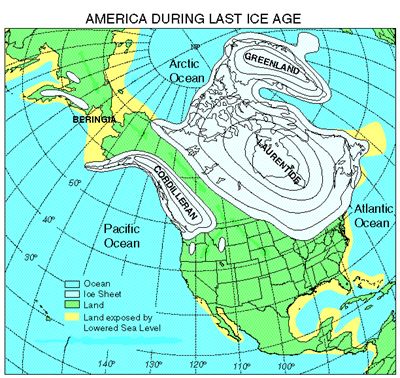 AMERICA DURING LAST ICE AGE
Arctic
Ocean
GREENLAND
BERINGIA
LAURENTIDE
CORDILLERAN
50°
40°
30°
Pacific
Ocean
Atlantic
Ocean
Ocean
Ice Sheet
Land
Land exposed by
Lowered Sea Level
140°
130°
120°
110°
100°